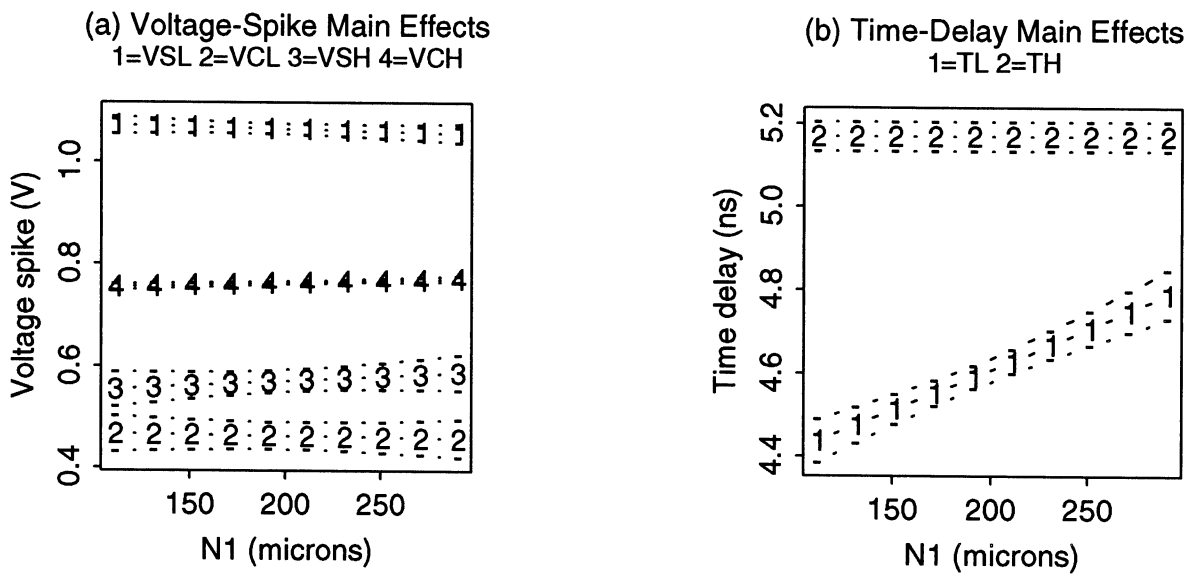 (a) Voltage-Spike Main Effects
1=VSL 2=VCL 3=VSH 4=VCH
Voltage spike (V)
1.0
0.8
0.6
0.4
1 1 1 1 1 1 1 1 1 1
4 4 4 4 4 4 4 4 4 4
3 3 3 3 3 3 3 3 3 3
2 2 2 2 2 2 2 2 2 2
150 200 250
N1 (microns)
(b) Time-Delay Main Effects
1=TL 2=TH
Time delay (ns)
5.2
5.0
4.8
4.6
4.4
2 2 2 2 2 2 2 2 2 2
1 1 1 1 1 1 1 1 1 1
150 200 250
N1 (microns)